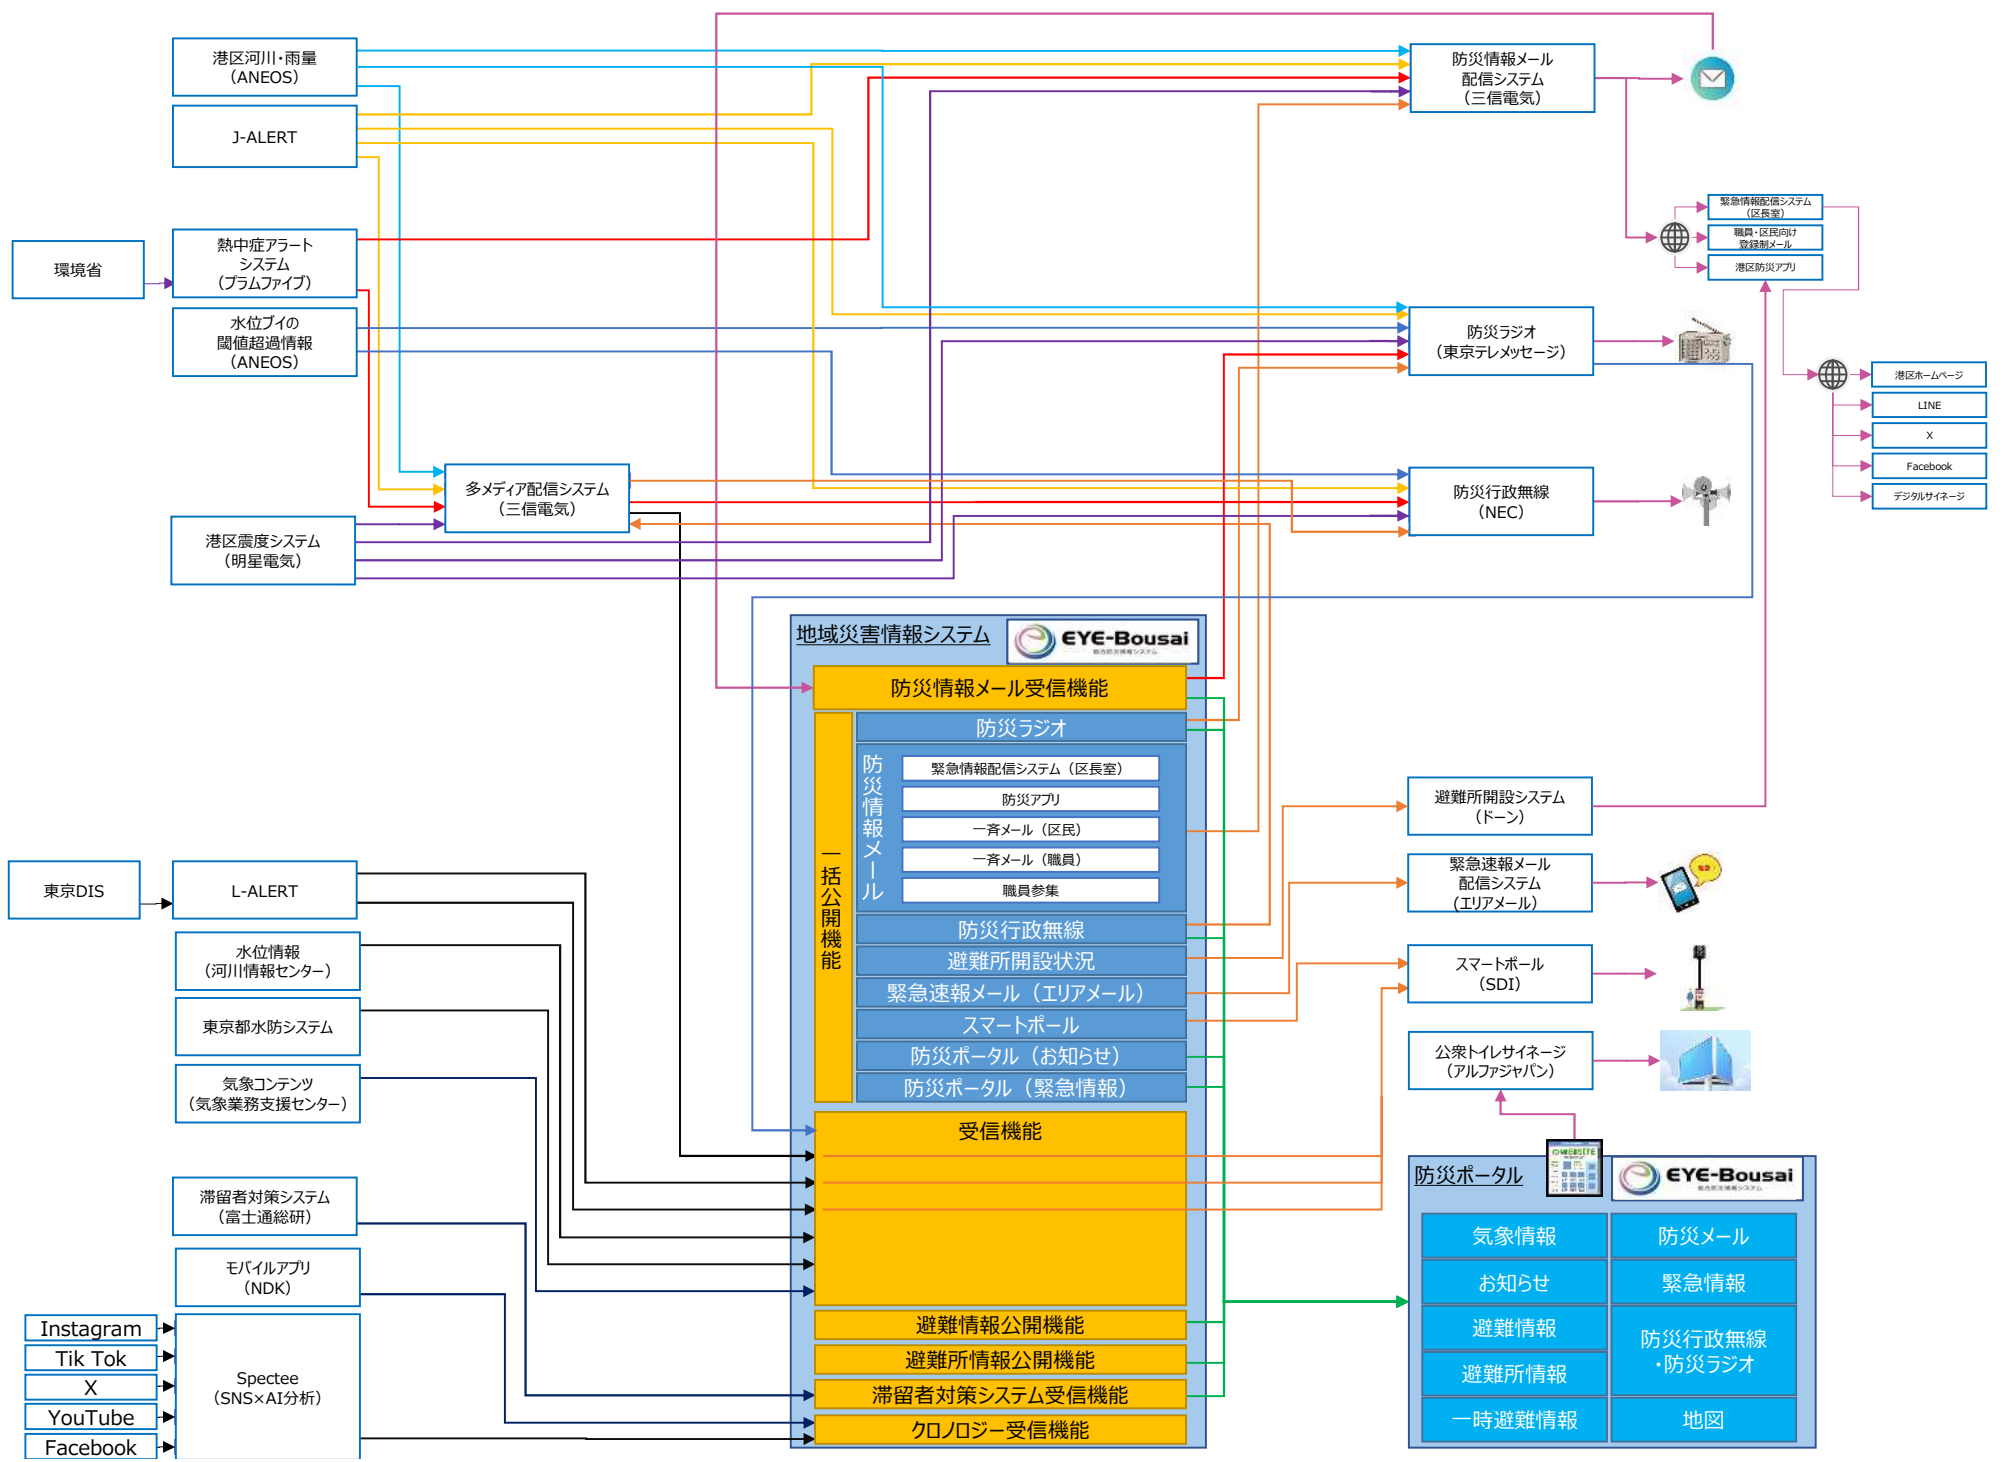 港区河川・雨量
（ANEOS）
J-ALERT
環境省
熱中症アラート
システム
（プラムファイブ）
水位ブイの
閾値超過情報
（ANEOS）
多メディア配信システム
（三信電気）
港区震度システム
（明星電気）
防災情報メール
配信システム
（三信電気）
緊急情報配信システム
（区長室）
職員・区民向け
登録制メール
港区防災アプリ
防災ラジオ
（東京テレメッセージ）
港区ホームページ
LINE
X
Facebook
デジタルサイネージ
防災行政無線
（NEC）
地域災害情報システム
EYE-Bousai
総合防災情報システム
防災情報メール受信機能
一括公開機能
防災ラジオ
防災情報メール
緊急情報配信システム（区長室）
防災アプリ
一斉メール（区民）
一斉メール（職員）
職員参集
防災行政無線
避難所開設状況
緊急速報メール（エリアメール）
スマートポール
防災ポータル（お知らせ）
防災ポータル（緊急情報）
受信機能
避難情報公開機能
避難所情報公開機能
滞留者対策システム受信機能
クロノロジー受信機能
東京DIS
L-ALERT
水位情報
（河川情報センター）
東京都水防システム
気象コンテンツ
（気象業務支援センター）
滞留者対策システム
（富士通総研）
モバイルアプリ
（NDK）
Instagram
Tik Tok
X
YouTube
Facebook
Spectee
（SNS×AI分析）
避難所開設システム
（ドーン）
緊急速報メール
配信システム
（エリアメール）
スマートポール
（SDI）
公衆トイレサイネージ
（アルファジャパン）
防災ポータル
WEBSITE
EYE-Bousai
総合防災情報システム
気象情報
防災メール
お知らせ
緊急情報
避難情報
防災行政無線
・防災ラジオ
避難所情報
一時避難情報
地図